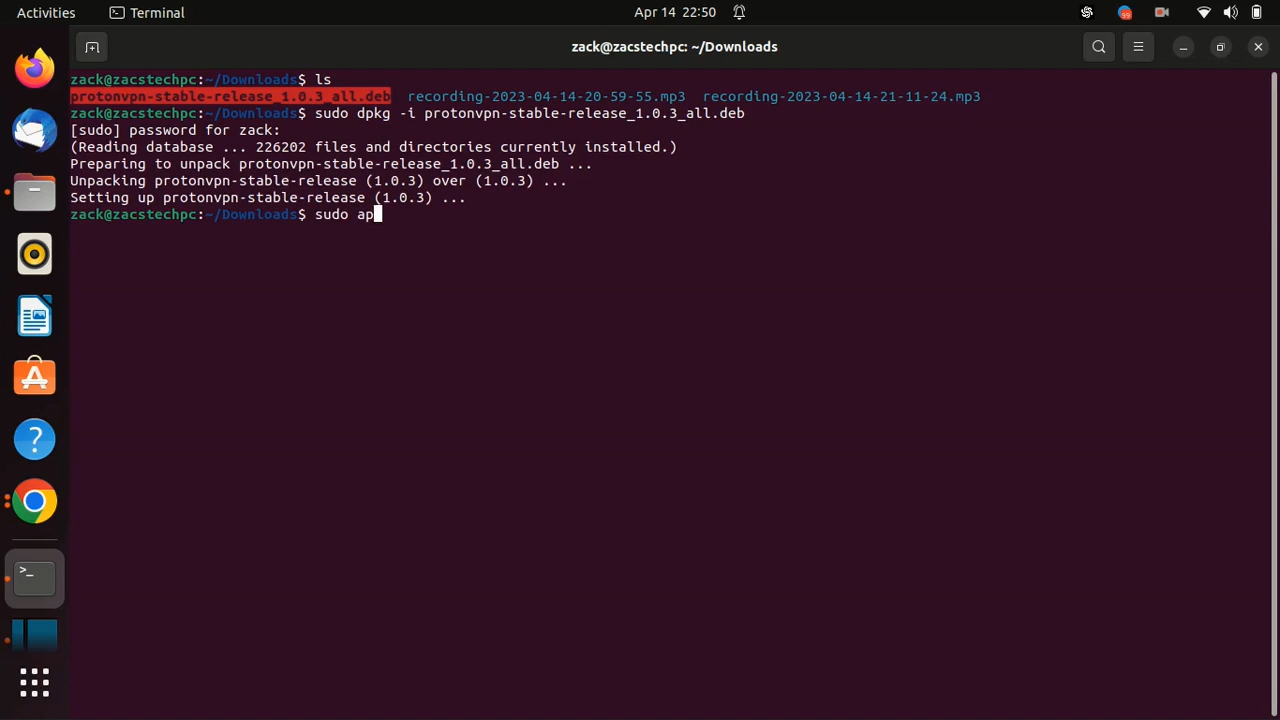 Activities Terminal Apr 14 22:50
99
zack@zacstechpc: ~/Downloads
zack@zacstechpc:~/Downloads$ ls
protonvpn-stable-release_1.0.3_all.deb recording-2023-04-14-20-59-55.mp3 recording-2023-04-14-21-11-24.mp3
zack@zacstechpc:~/Downloads$ sudo dpkg -i protonvpn-stable-release_1.0.3_all.deb
[sudo] password for zack:
(Reading database ... 226202 files and directories currently installed.)
Preparing to unpack protonvpn-stable-release_1.0.3_all.deb ...
Unpacking protonvpn-stable-release (1.0.3) over (1.0.3) ...
Setting up protonvpn-stable-release (1.0.3) ...
zack@zacstechpc:~/Downloads$ sudo ap